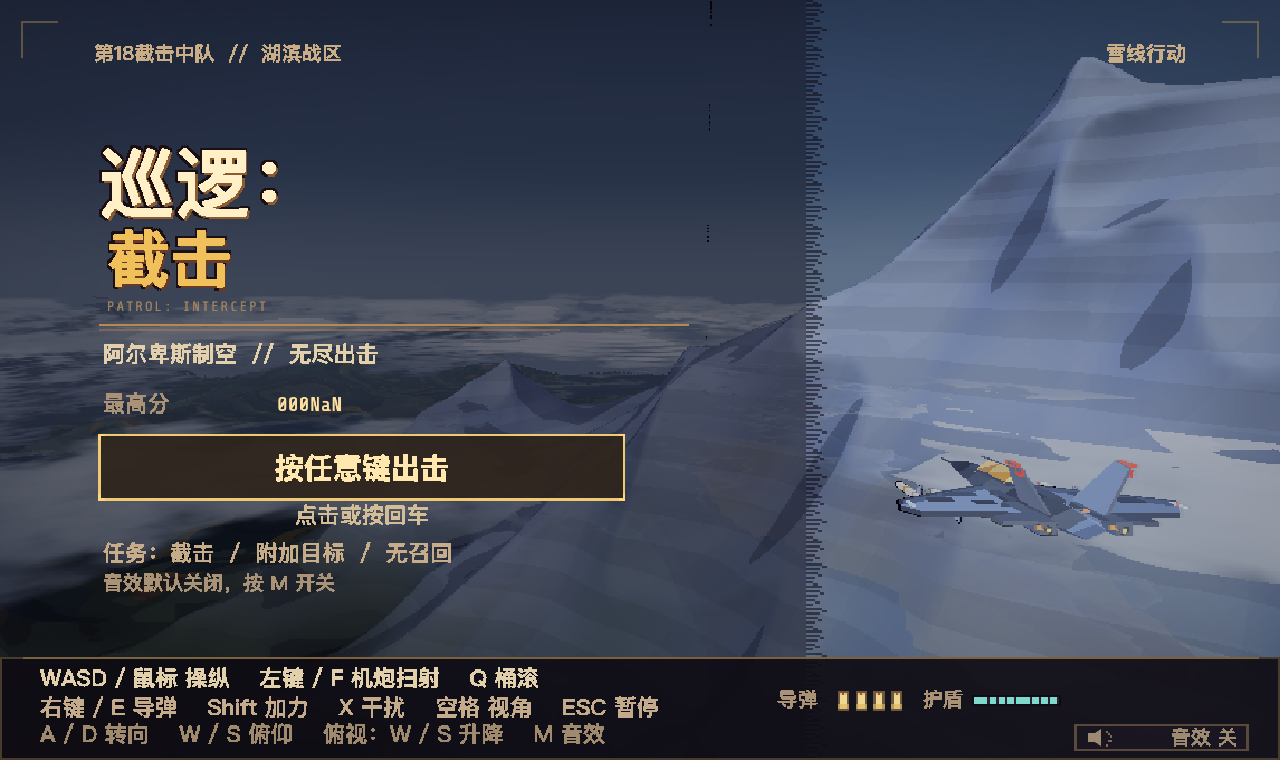 第18截击中队 // 湖滨战区
雪线行动
巡逻：
截击
PATROL: INTERCEPT
阿尔卑斯制空 // 无尽出击
最高分 000NaN
按任意键出击
点击或按回车
任务：截击 / 附加目标 / 无召回
音效默认关闭，按 M 开关
WASD / 鼠标 操纵 左键 / F 机炮扫射 Q 桶滚
右键 / E 导弹 Shift 加力 X 干扰 空格 视角 ESC 暂停
A / D 转向 W / S 俯仰 俯视：W / S 升降 M 音效
导弹 护盾
音效 关